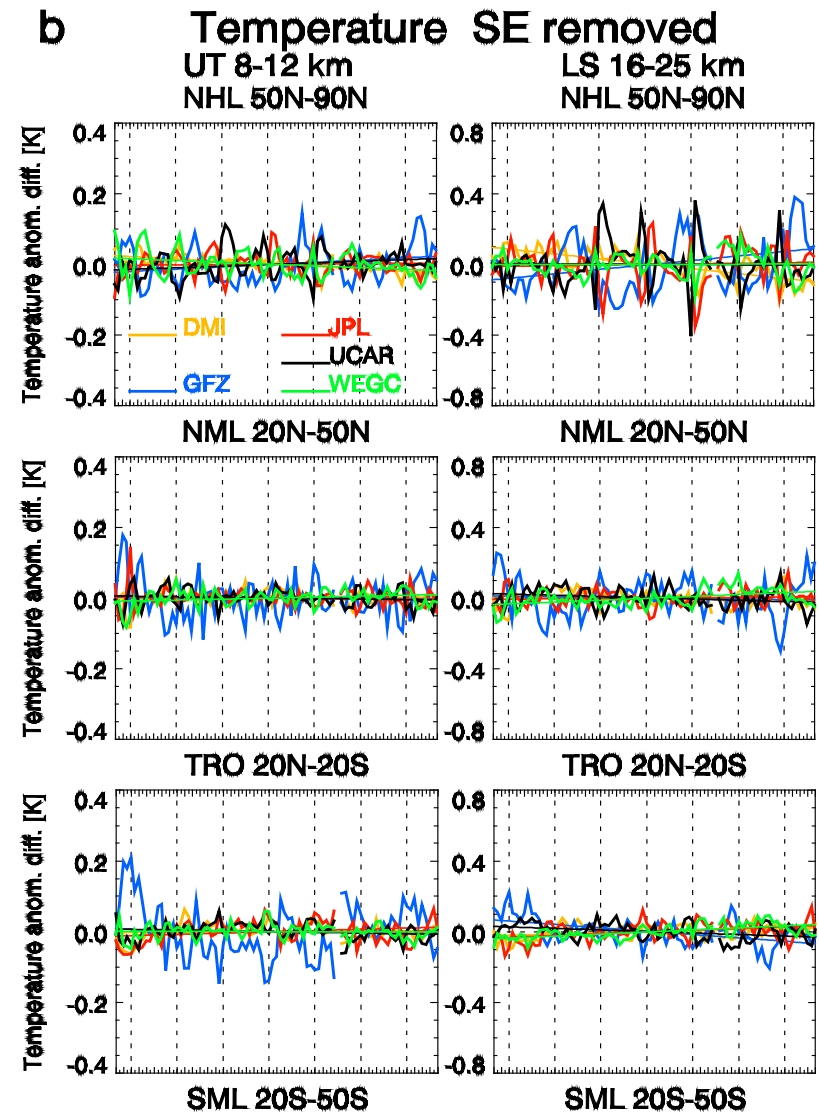 b Temperature SE removed
UT 8-12 km LS 16-25 km
NHL 50N-90N NHL 50N-90N
Temperature anom. diff. [K]
0.4
0.2
0.0
-0.2
-0.4
DMI JPL
UCAR
GFZ WEGC
0.8
0.4
0.0
-0.4
-0.8
NML 20N-50N NML 20N-50N
Temperature anom. diff. [K]
0.4
0.2
0.0
-0.2
-0.4
0.8
0.4
0.0
-0.4
-0.8
TRO 20N-20S TRO 20N-20S
Temperature anom. diff. [K]
0.4
0.2
0.0
-0.2
-0.4
0.8
0.4
0.0
-0.4
-0.8
SML 20S-50S SML 20S-50S